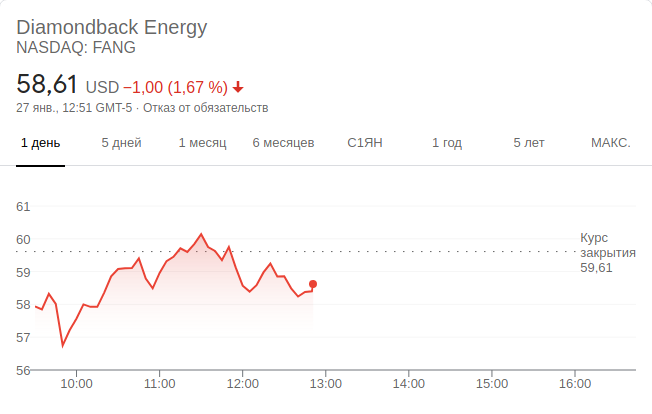 Diamondback Energy
NASDAQ: FANG
58,61 USD −1,00 (1,67 %)
27 янв., 12:51 GMT-5 · Отказ от обязательств
1 день 5 дней 1 месяц 6 месяцев С1ЯН 1 год 5 лет МАКС.
61
60
59
58
57
56
Курс
закрытия
59,61
10:00 11:00 12:00 13:00 14:00 15:00 16:00